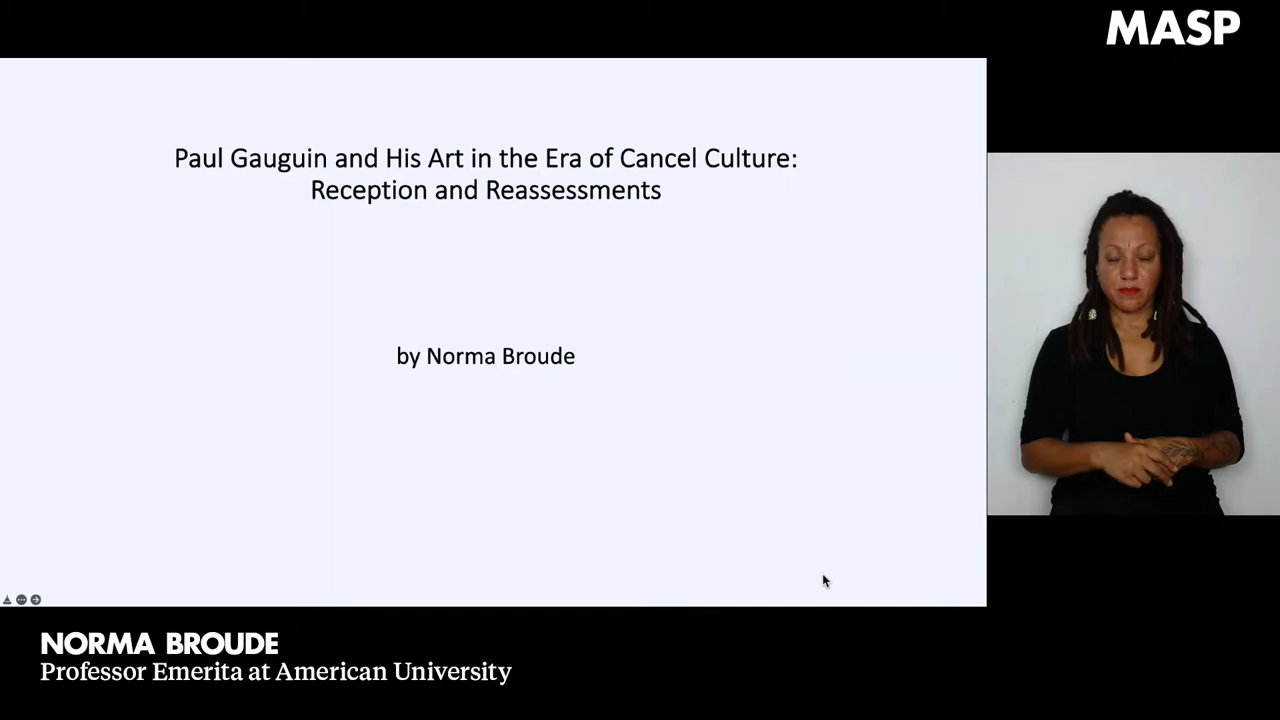 MASP
Paul Gauguin and His Art in the Era of Cancel Culture:
Reception and Reassessments
by Norma Broude
NORMA BROUDE
Professor Emerita at American University